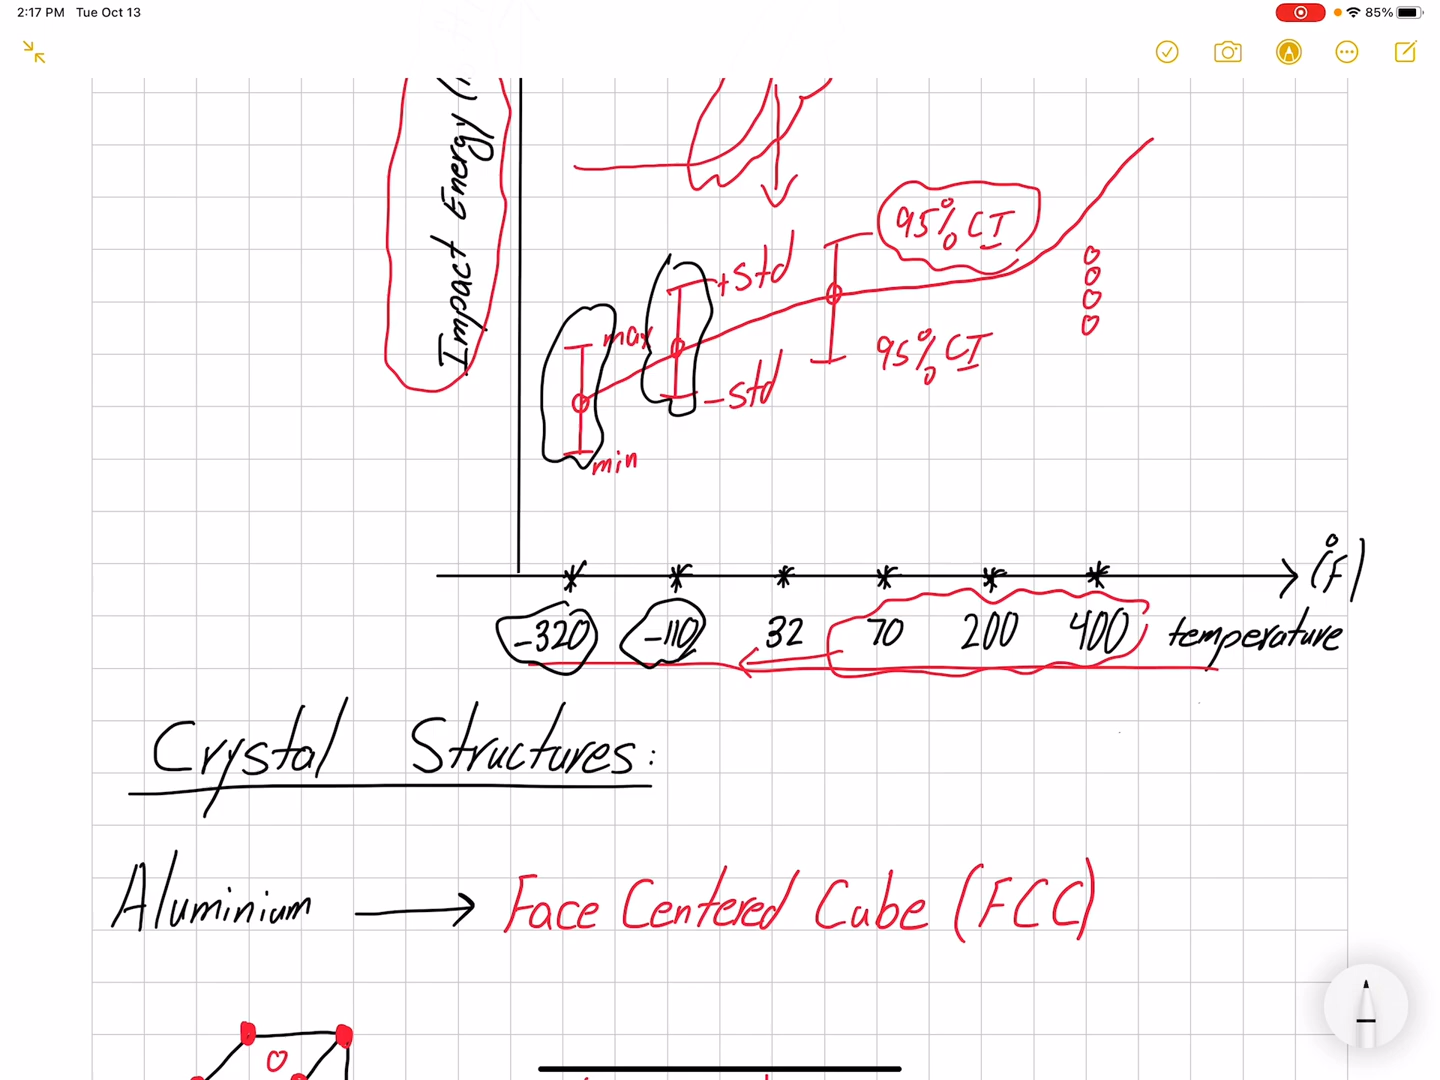 2:17 PM Tue Oct 13
85%
Impact Energy
95% CI
+std
max
95% CI
-std
min
(°F)
-320 -110 32 70 200 400 temperature
Crystal Structures:
Aluminium → Face Centered Cube (FCC)